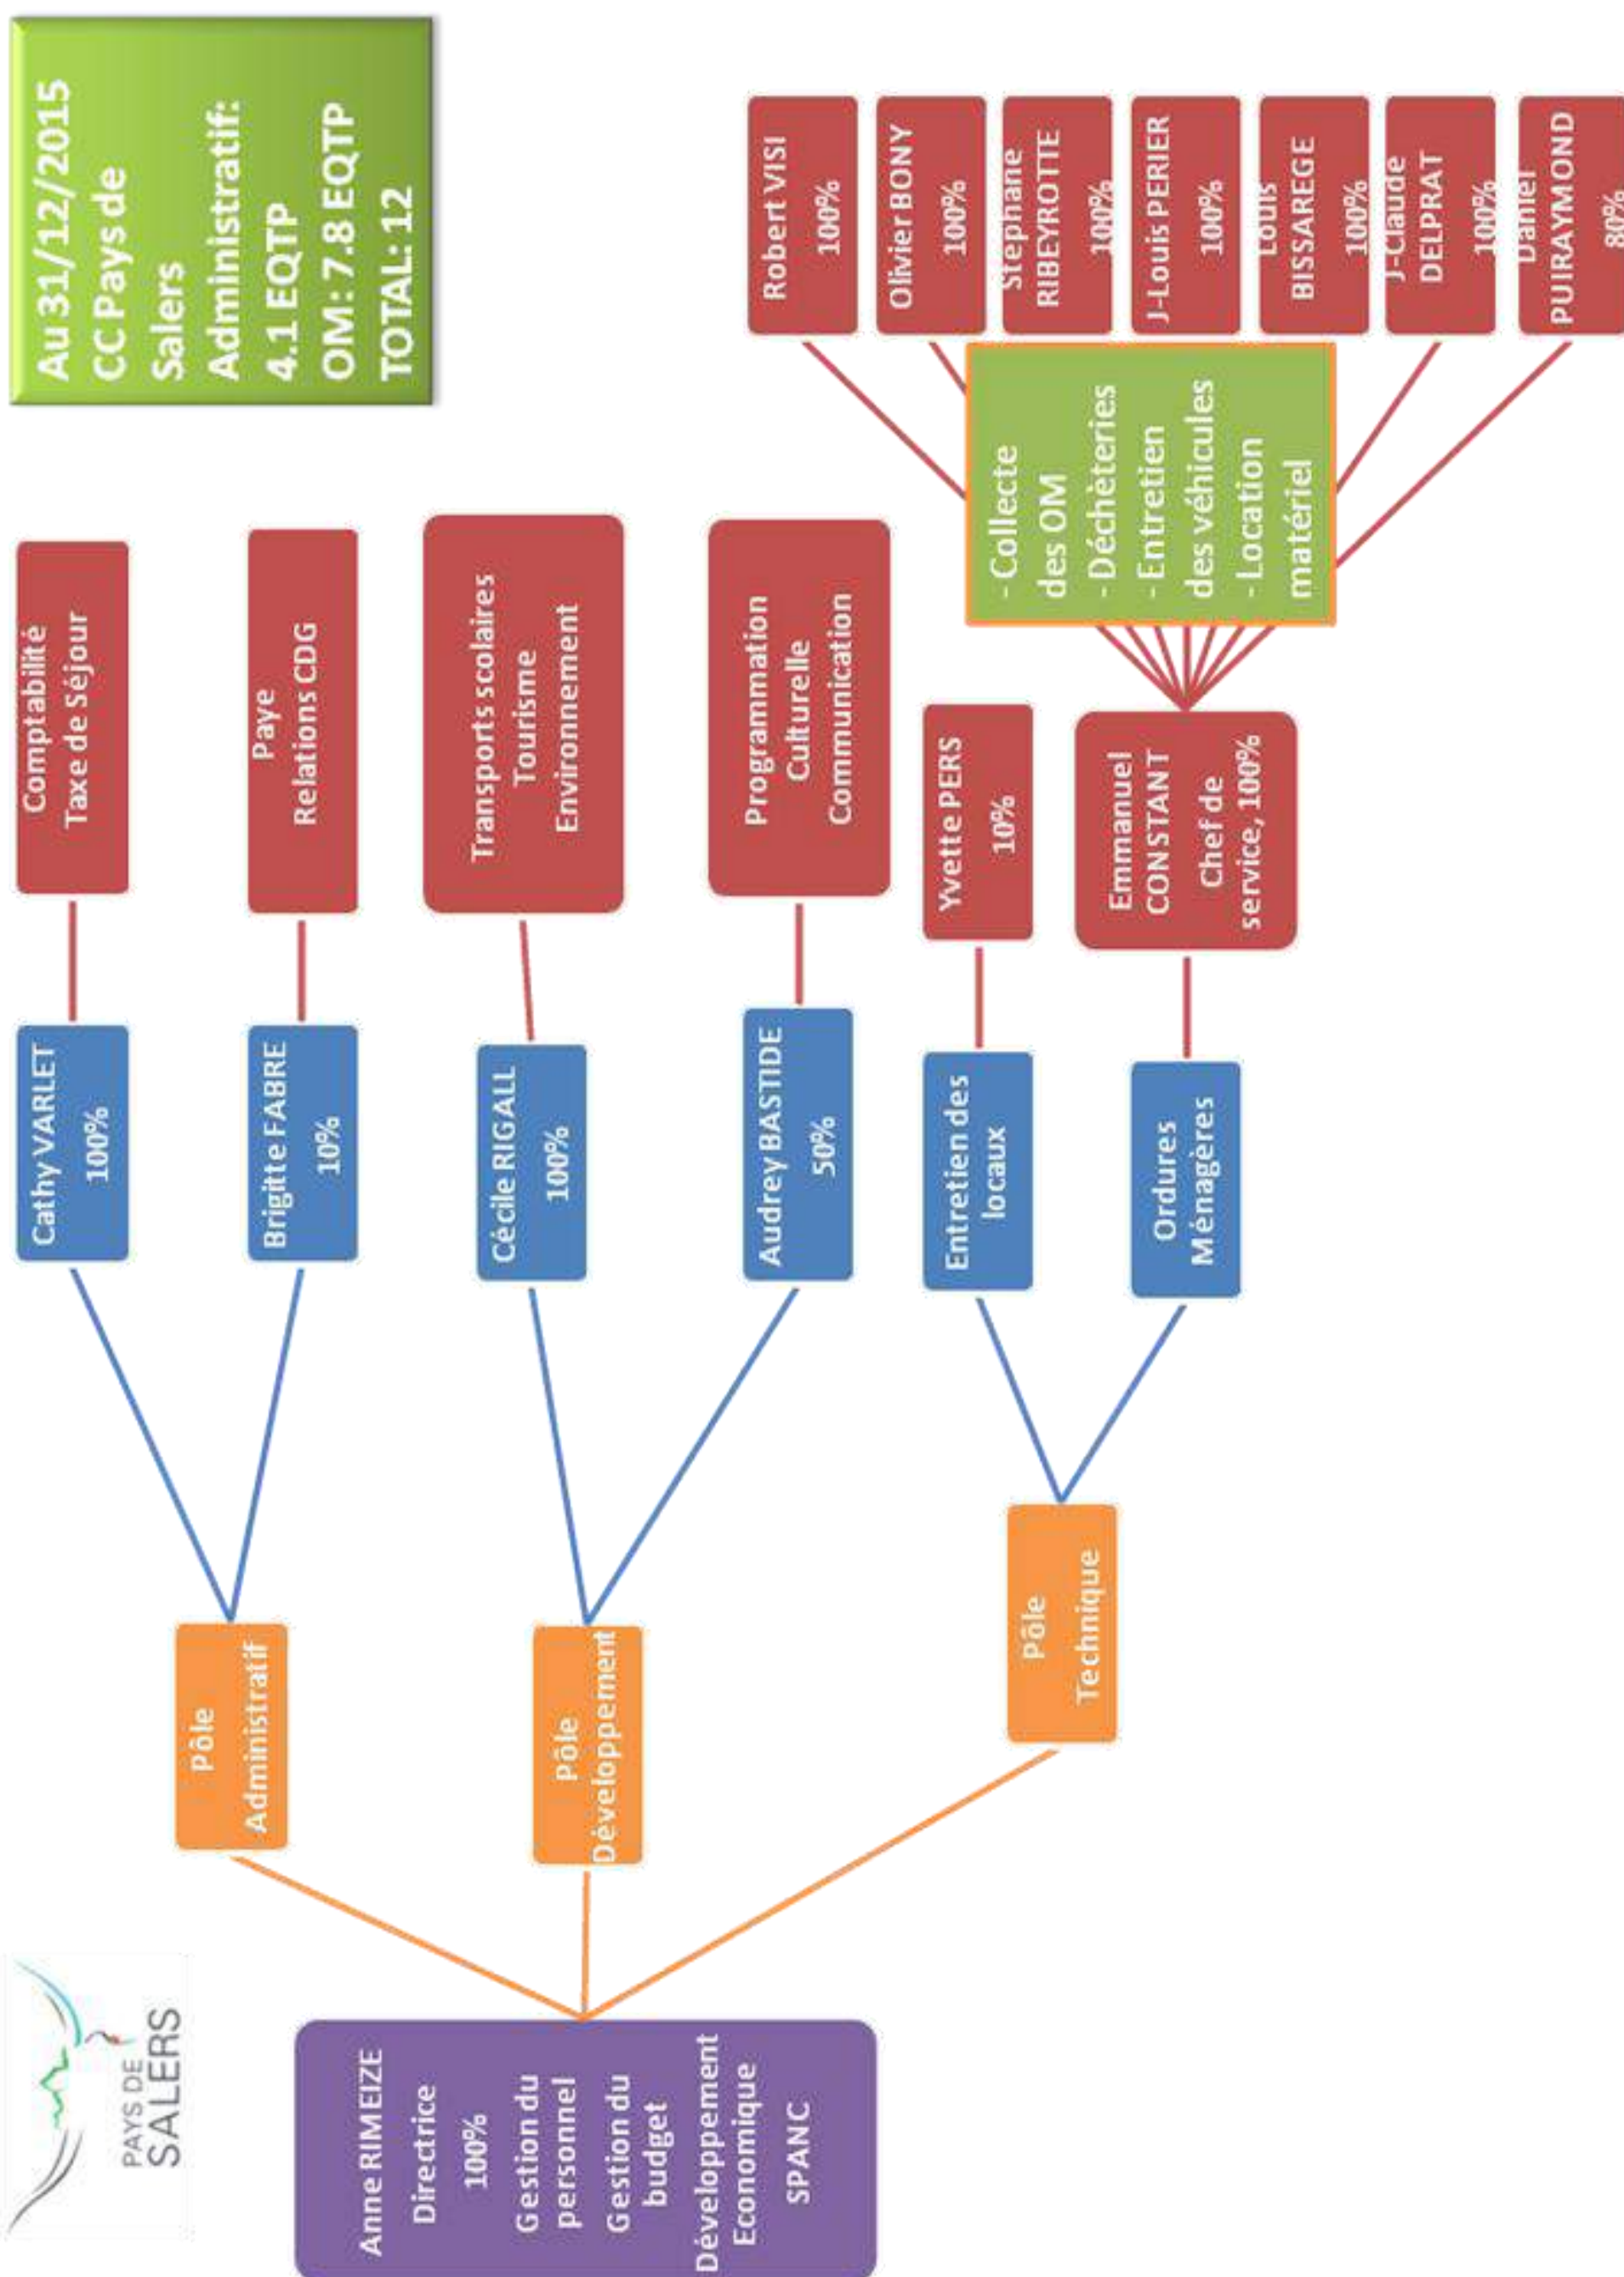 PAYS DE
SALERS
Au 31/12/2015
CC Pays de
Salers
Administratif:
4.1 EQTP
OM: 7.8 EQTP
TOTAL: 12
Anne RIMEIZE
Directrice
100%
Gestion du
personnel
Gestion du
budget
Développement
Economique
SPANC
Pôle
Administratif
Cathy VARLET
100%
Comptabilité
Taxe de Séjour
Brigitte FABRE
10%
Paye
Relations CDG
Pôle
Développement
Cécile RIGALL
100%
Transports scolaires
Tourisme
Environnement
Audrey BASTIDE
50%
Programmation
Culturelle
Communication
Pôle
Technique
Entretien des
locaux
Yvette PERS
10%
Ordures
Ménagères
Emmanuel
CONSTANT
Chef de
service, 100%
- Collecte
des OM
- Déchèteries
- Entretien
des véhicules
- Location
matériel
Robert VISI
100%
Olivier BONY
100%
Stéphane
RIBEYROTTE
100%
J-Louis PERIER
100%
Louis
BISSAREGE
100%
J-Claude
DELPRAT
100%
Daniel
PUIRAYMOND
80%